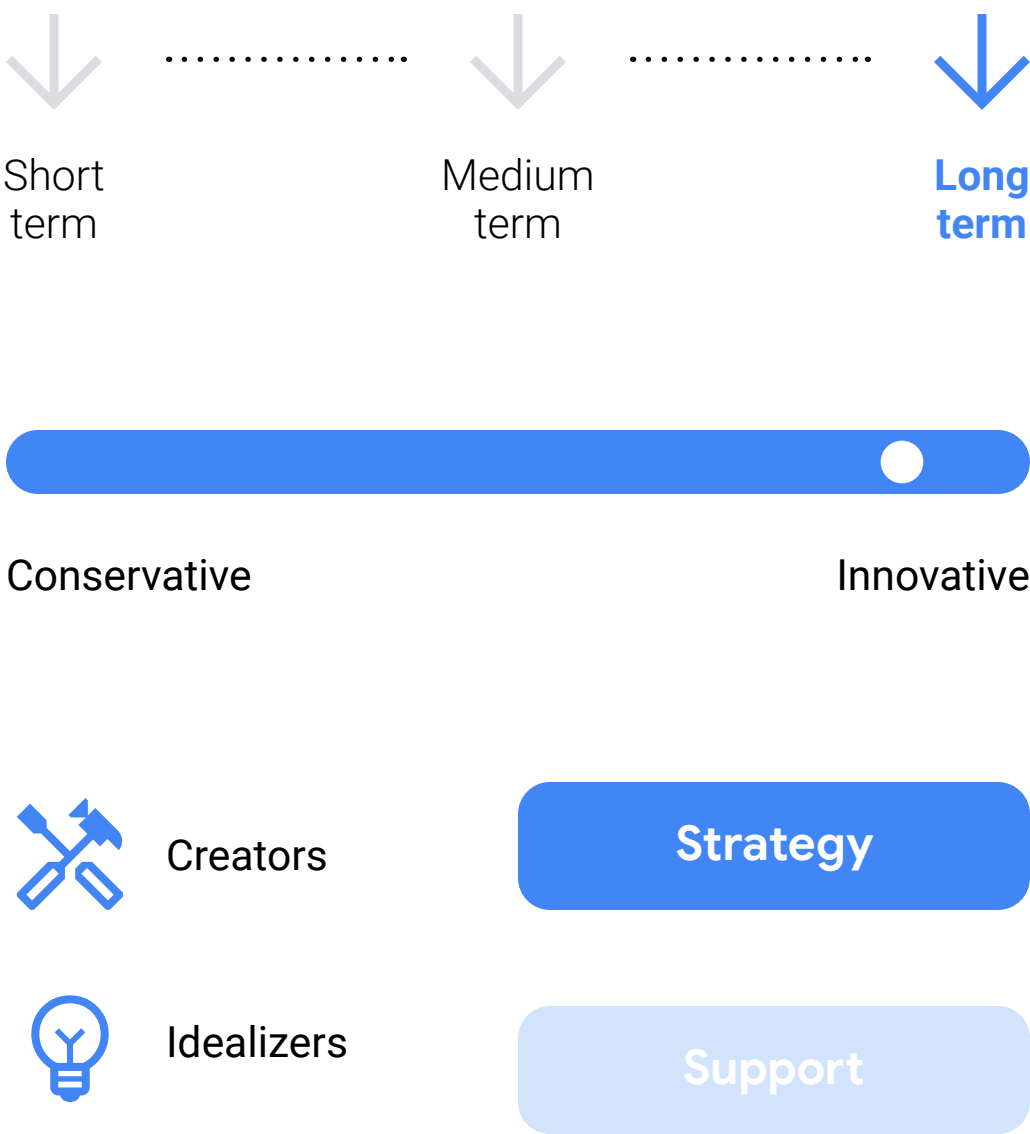 Short
term
Medium
term
Long
term
Conservative
Innovative
Creators
Strategy
Idealizers
Support